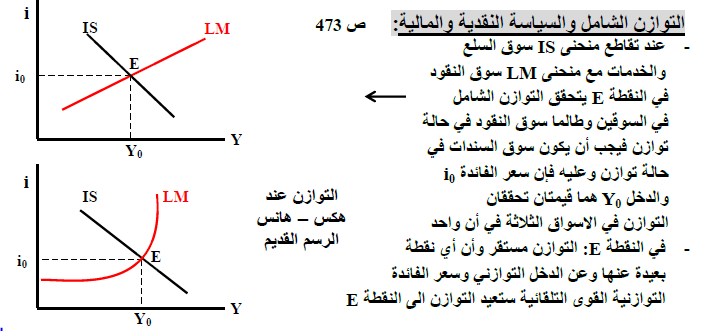 التوازن الشامل والسياسة النقدية والمالية: ص 473
- عند تقاطع منحنى IS سوق السلع
والخدمات مع منحنى LM سوق النقود
في النقطة E يتحقق التوازن الشامل
في السوقين وطالما سوق النقود في حالة
توازن فيجب أن يكون سوق السندات في
حالة توازن وعليه فإن سعر الفائدة i₀
والدخل Y₀ هما قيمتان تحققان
التوازن في الاسواق الثلاثة في أن واحد
- في النقطة E: التوازن مستقر وأن أي نقطة
بعيدة عنها وعن الدخل التوازني وسعر الفائدة
التوازنية القوى التلقائية ستعيد التوازن الى النقطة E
i
IS
LM
E
i₀
Y₀
Y
التوازن عند
هكس – هانس
الرسم القديم
i
IS
LM
E
i₀
Y₀
Y